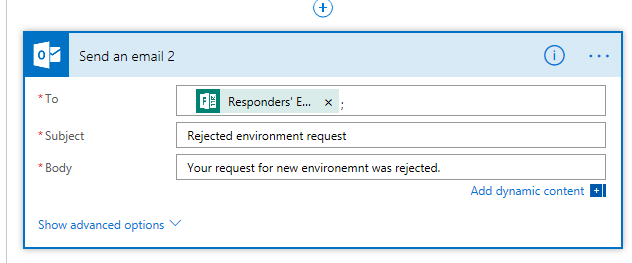 Send an email 2
* To
Responders' E... × ;
* Subject
Rejected environment request
* Body
Your request for new environemnt was rejected.
Add dynamic content
Show advanced options